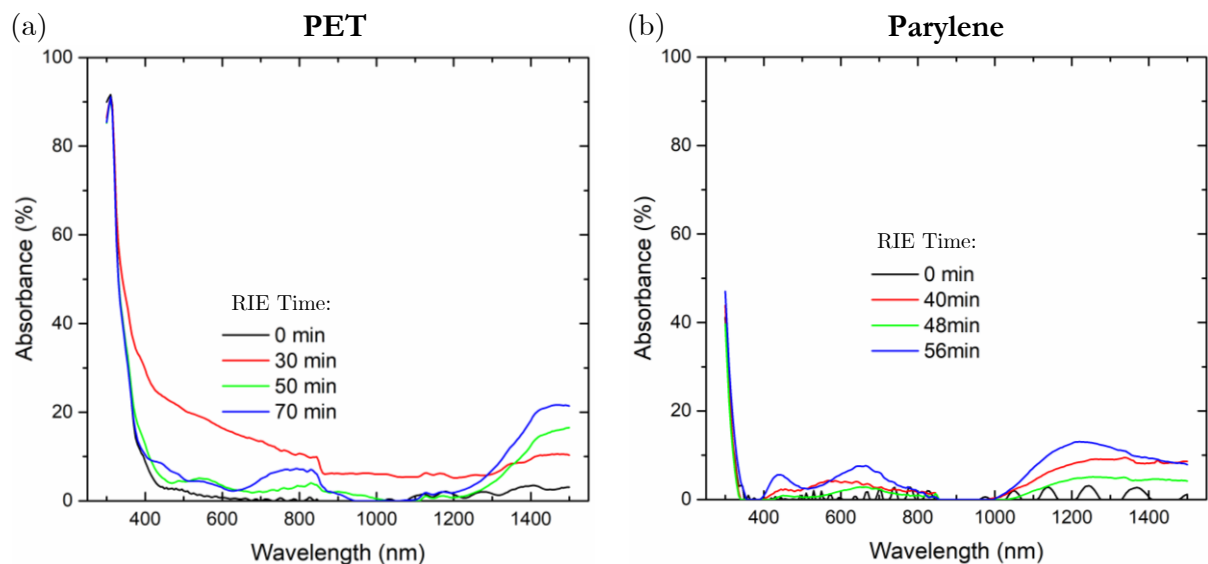 (a) PET
Absorbance (%)
100
80
60
40
20
0
400 600 800 1000 1200 1400
Wavelength (nm)
RIE Time:
0 min
30 min
50 min
70 min
(b) Parylene
Absorbance (%)
100
80
60
40
20
0
400 600 800 1000 1200 1400
Wavelength (nm)
RIE Time:
0 min
40min
48min
56min